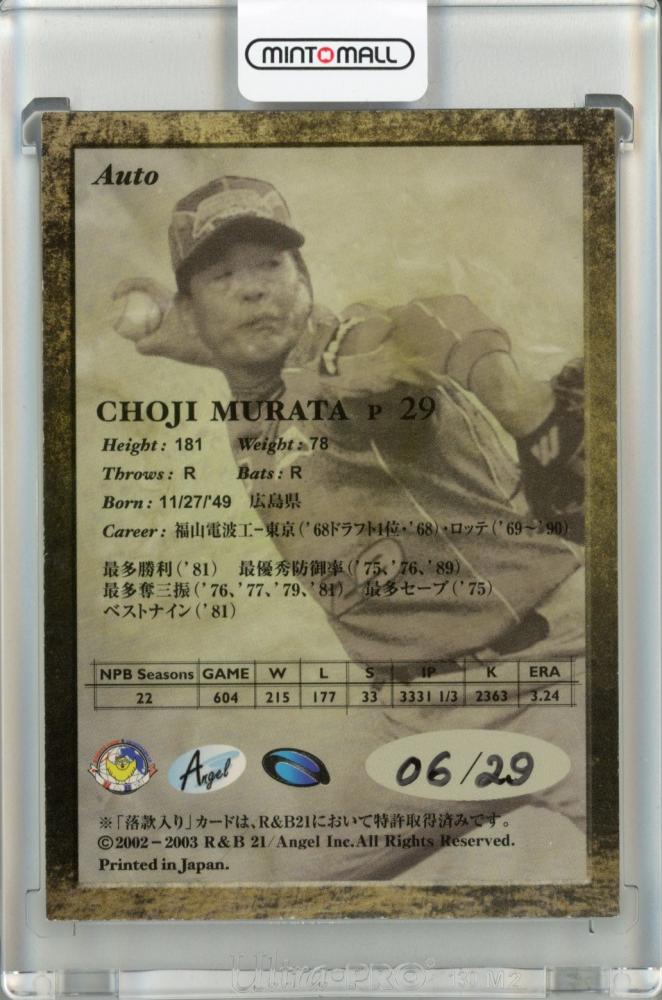 MINTMALL
Auto
CHOJI MURATA P 29
Height: 181 Weight: 78
Throws: R Bats: R
Born: 11/27/'49 広島県
Career: 福山電波工−東京('68ドラフト1位・'68)・ロッテ('69〜'90)
最多勝利('81) 最優秀防御率('75、'76、'89)
最多奪三振('76、'77、'79、'81) 最多セーブ('75)
ベストナイン('81)
NPB Seasons GAME W L S IP K ERA
22 604 215 177 33 3331 1/3 2363 3.24
Angel
06/29
※「落款入り」カードは、R&B21において特許取得済みです。
©2002−2003 R&B 21/Angel Inc.All Rights Reserved.
Printed in Japan.
Ultra•PRO® 130 M2